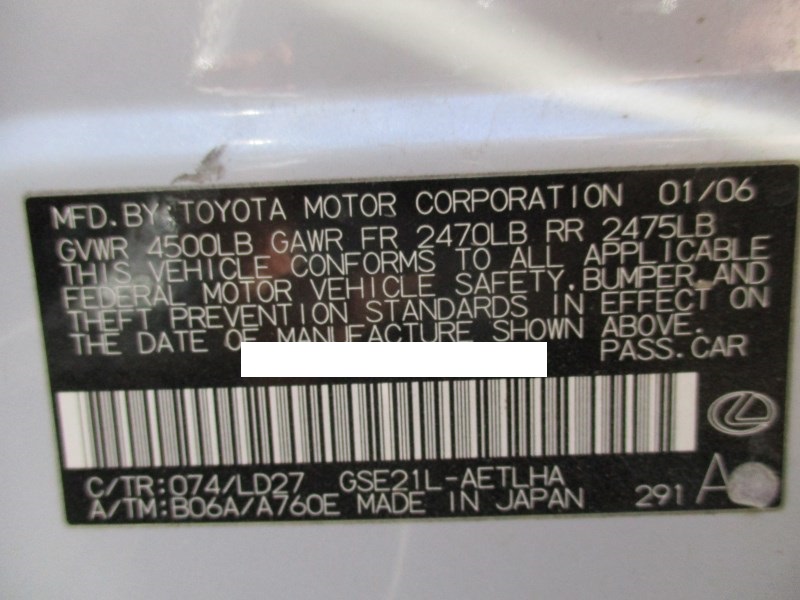 MFD.BY:TOYOTA MOTOR CORPORATION 01/06
GVWR 4500LB GAWR FR 2470LB RR 2475LB
THIS VEHICLE CONFORMS TO ALL APPLICABLE
FEDERAL MOTOR VEHICLE SAFETY,BUMPER,AND
THEFT PREVENTION STANDARDS IN EFFECT ON
THE DATE OF MANUFACTURE SHOWN ABOVE.
PASS.CAR
C/TR:074/LD27 GSE21L-AETLHA
A/TM:B06A/A760E MADE IN JAPAN 291 A